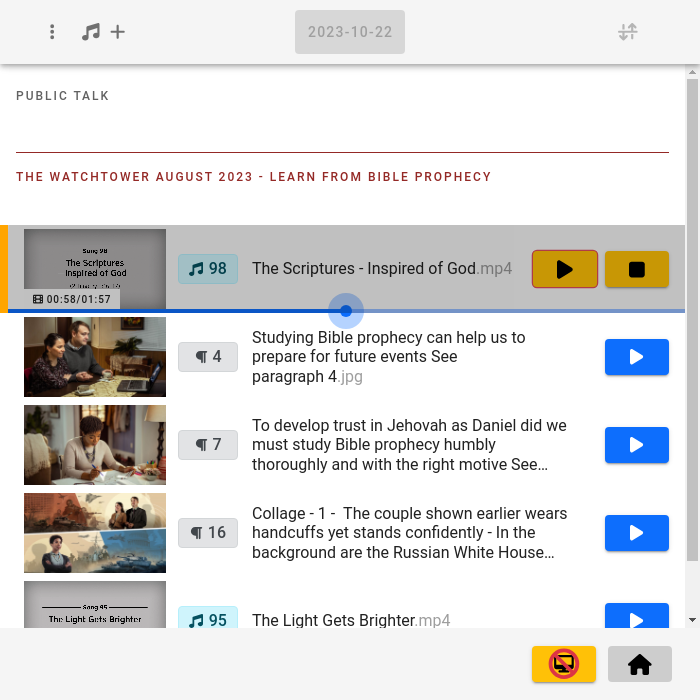 2023-10-22
PUBLIC TALK
THE WATCHTOWER AUGUST 2023 - LEARN FROM BIBLE PROPHECY
Song 98
The Scriptures
Inspired of God
00:58/01:57
98
The Scriptures - Inspired of God.mp4
¶ 4
Studying Bible prophecy can help us to
prepare for future events See
paragraph 4.jpg
¶ 7
To develop trust in Jehovah as Daniel did we
must study Bible prophecy humbly
thoroughly and with the right motive See…
¶ 16
Collage - 1 - The couple shown earlier wears
handcuffs yet stands confidently - In the
background are the Russian White House…
Song 95
The Light Gets Brighter
95
The Light Gets Brighter.mp4